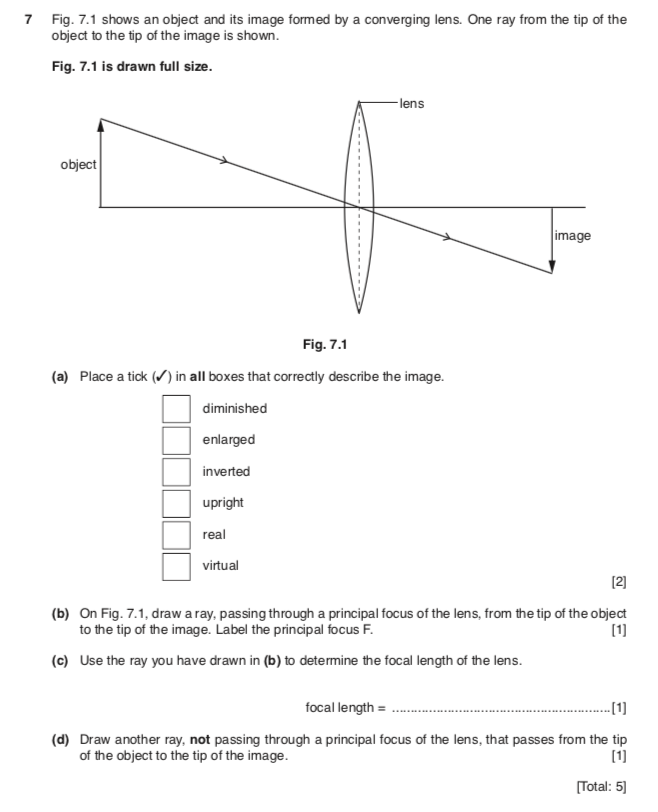 7 Fig. 7.1 shows an object and its image formed by a converging lens. One ray from the tip of the
object to the tip of the image is shown.
Fig. 7.1 is drawn full size.
lens
object
image
Fig. 7.1
(a) Place a tick (✓) in all boxes that correctly describe the image.
diminished
enlarged
inverted
upright
real
virtual
[2]
(b) On Fig. 7.1, draw a ray, passing through a principal focus of the lens, from the tip of the object
to the tip of the image. Label the principal focus F. [1]
(c) Use the ray you have drawn in (b) to determine the focal length of the lens.
focal length = ........................................................[1]
(d) Draw another ray, not passing through a principal focus of the lens, that passes from the tip
of the object to the tip of the image. [1]
[Total: 5]